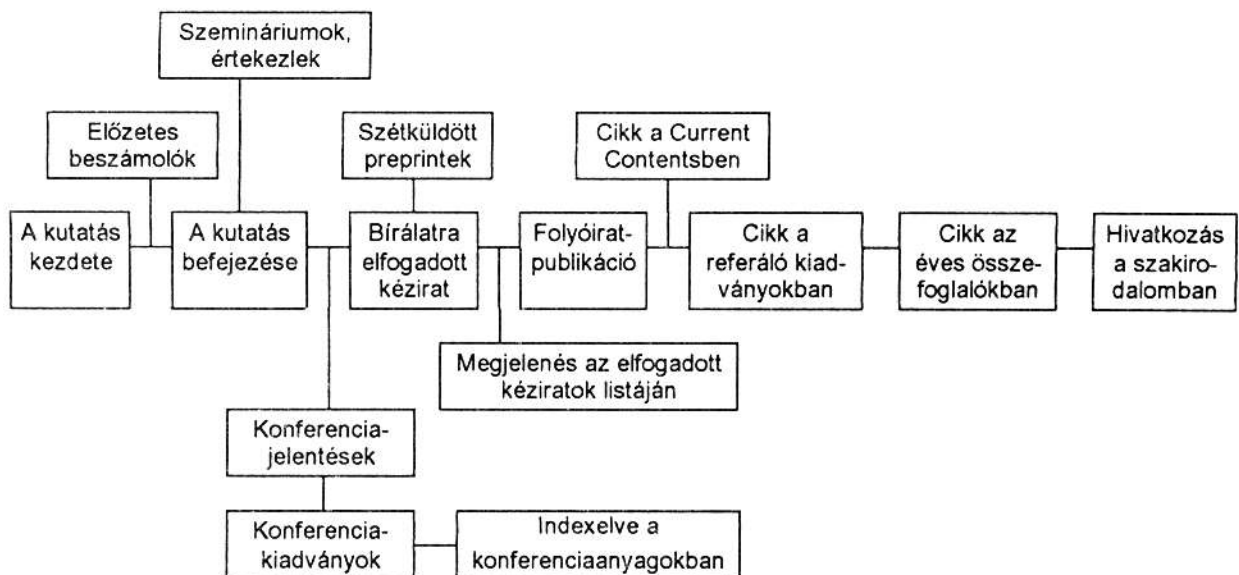 Szemináriumok,
értekezlek
Előzetes
beszámolók
Szétküldött
preprintek
Cikk a Current
Contentsben
A kutatás
kezdete
A kutatás
befejezése
Bírálatra
elfogadott
kézirat
Folyóirat-
publikáció
Cikk a
referáló kiad-
ványokban
Cikk az
éves össze-
foglalókban
Hivatkozás
a szakiro-
dalomban
Megjelenés az elfogadott
kéziratok listáján
Konferencia-
jelentések
Konferencia-
kiadványok
Indexelve a
konferenciaanyagokban